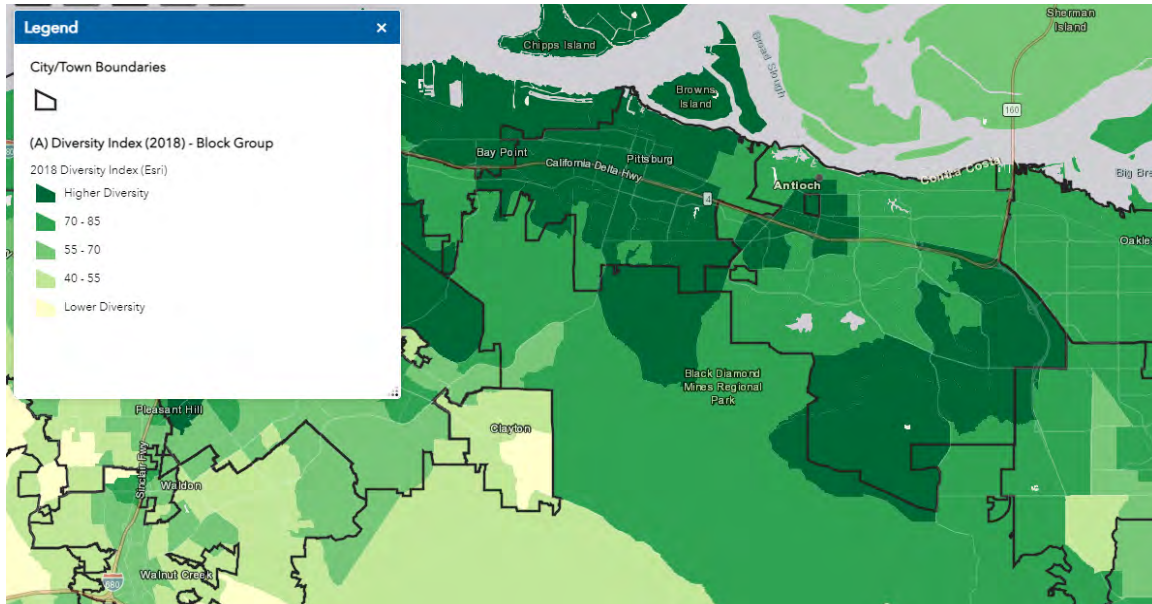 Legend
×
City/Town Boundaries
(A) Diversity Index (2018) - Block Group
2018 Diversity Index (Esri)
Higher Diversity
70 - 85
55 - 70
40 - 55
Lower Diversity
Chipps Island
Sherman
Island
Broad Slough
Browns
Island
160
Bay Point
Pittsburg
California Delta Hwy
Antioch
Contra Costa
Big Bre
4
Oakle
Black Diamond
Mines Regional
Park
Pleasant Hill
Clayton
Sinclair Fwy
Waldon
Walnut Creek
680